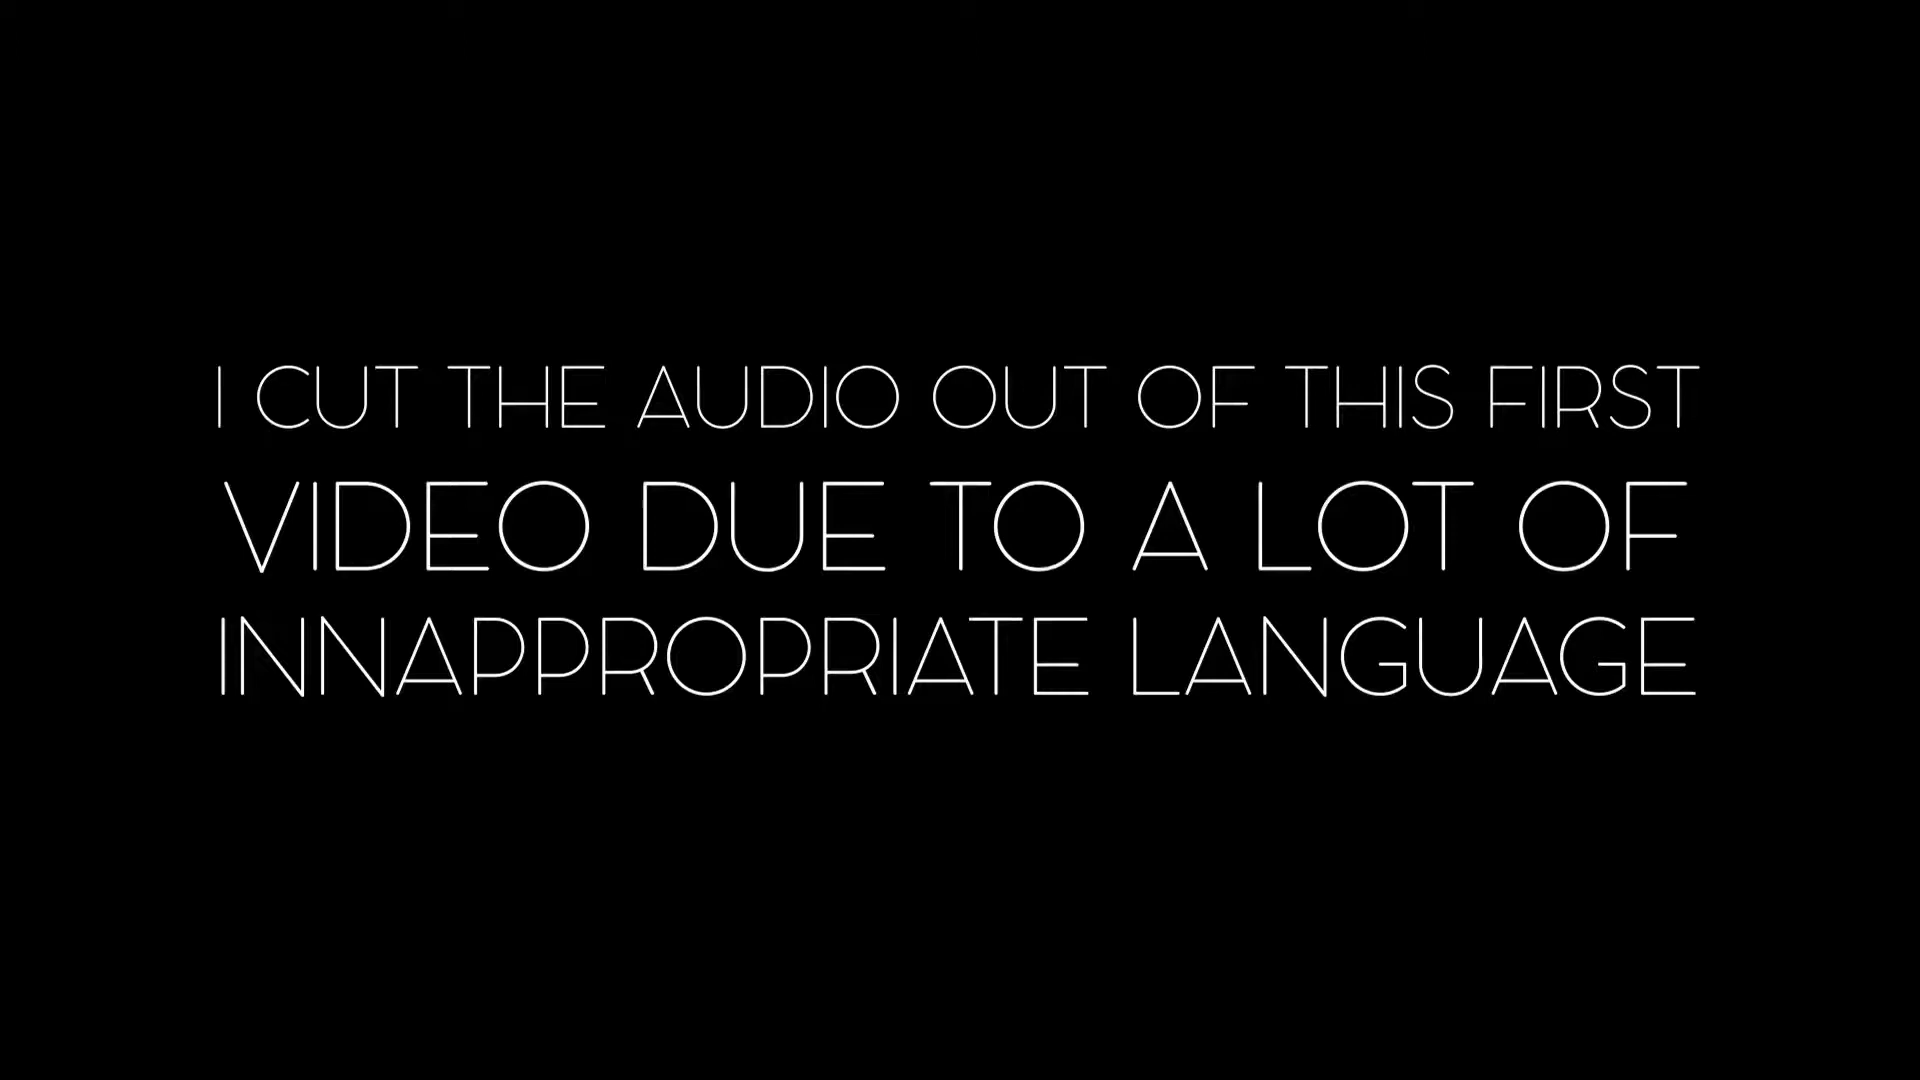 I CUT THE AUDIO OUT OF THIS FIRST
VIDEO DUE TO A LOT OF
INNAPPROPRIATE LANGUAGE